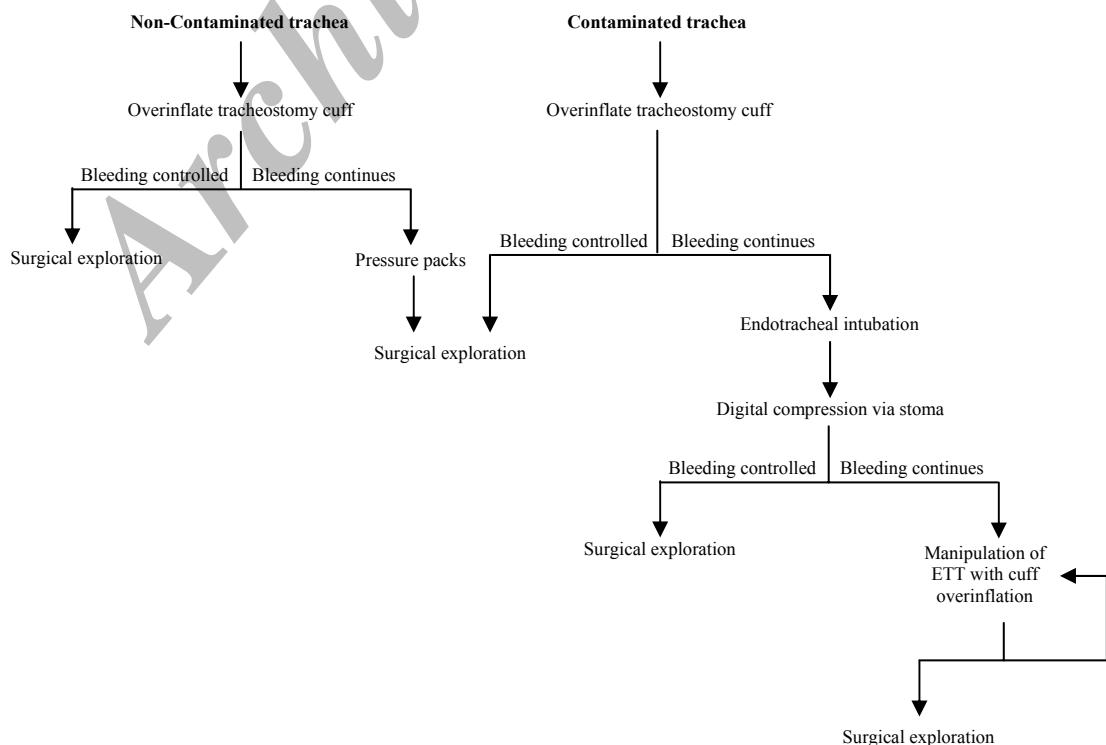 Non-Contaminated trachea
Contaminated trachea
Overinflate tracheostomy cuff
Overinflate tracheostomy cuff
Bleeding controlled
Bleeding continues
Surgical exploration
Pressure packs
Bleeding controlled
Bleeding continues
Surgical exploration
Endotracheal intubation
Digital compression via stoma
Bleeding controlled
Bleeding continues
Surgical exploration
Manipulation of
ETT with cuff
overinflation
Surgical exploration